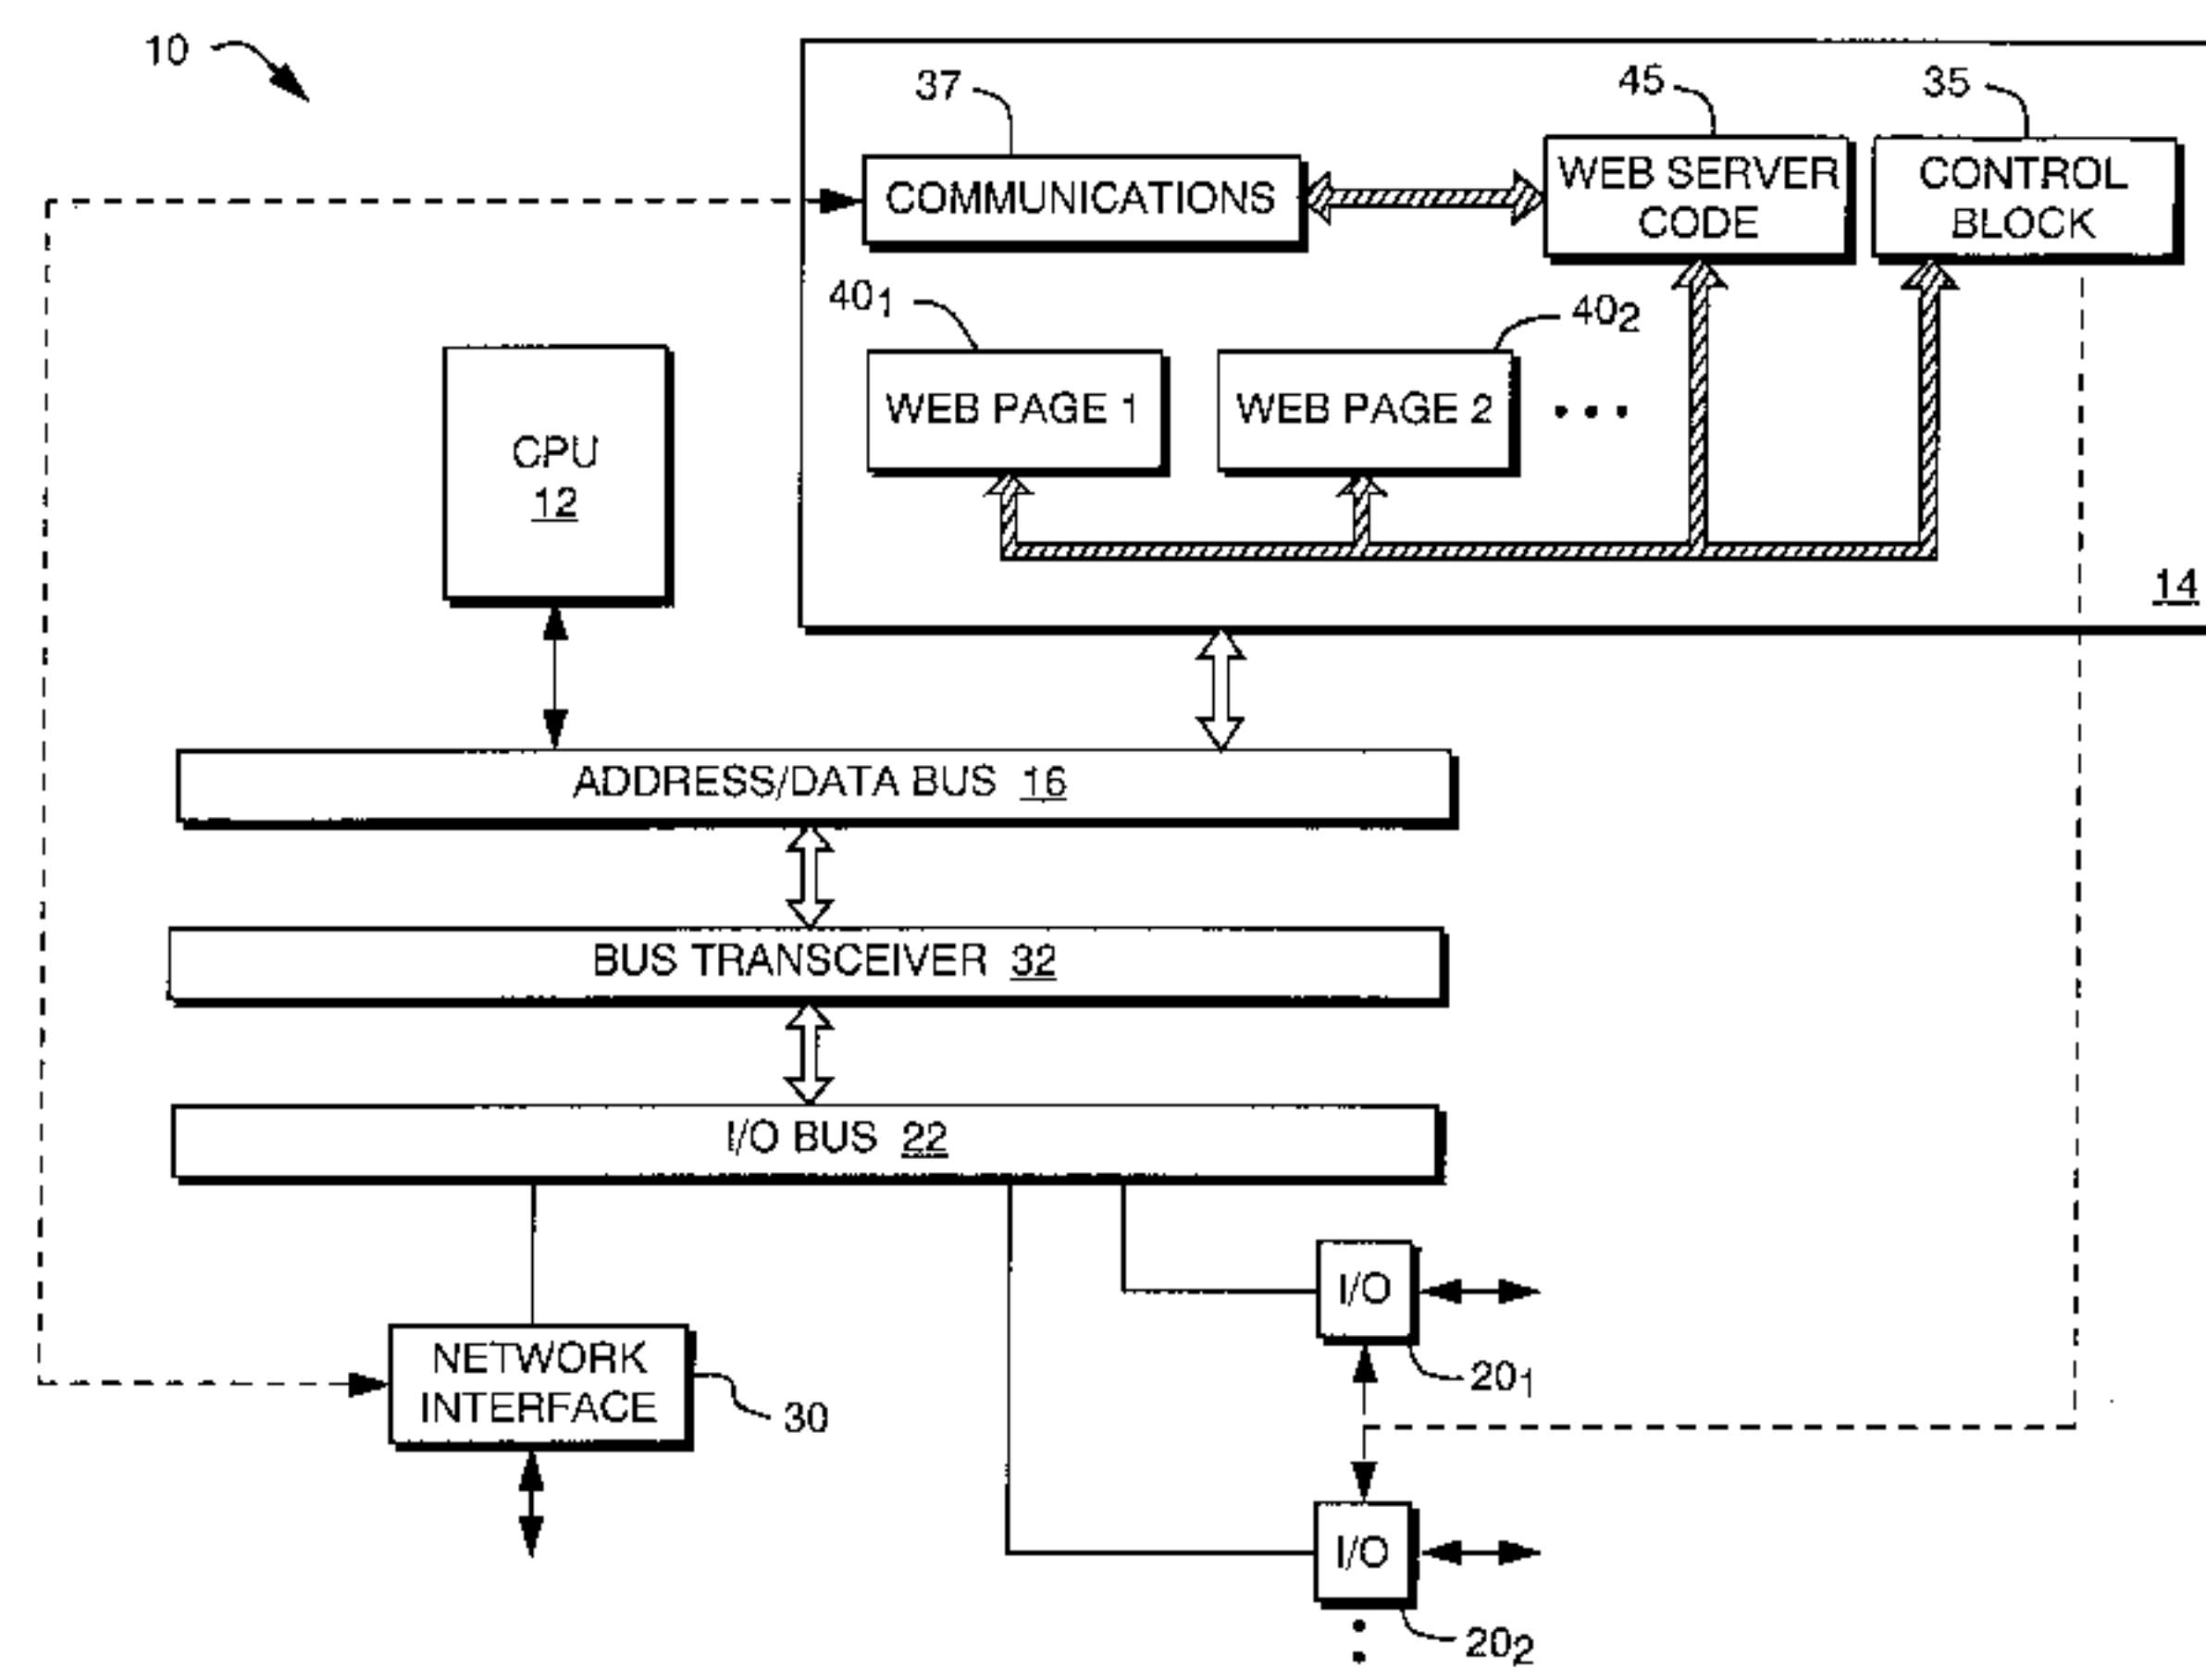 10
37
45
35
COMMUNICATIONS
WEB SERVER
CODE
CONTROL
BLOCK
40₁
40₂
WEB PAGE 1
WEB PAGE 2
• • •
CPU
12
14
ADDRESS/DATA BUS 16
BUS TRANSCEIVER 32
I/O BUS 22
I/O
20₁
NETWORK
INTERFACE
30
I/O
20₂